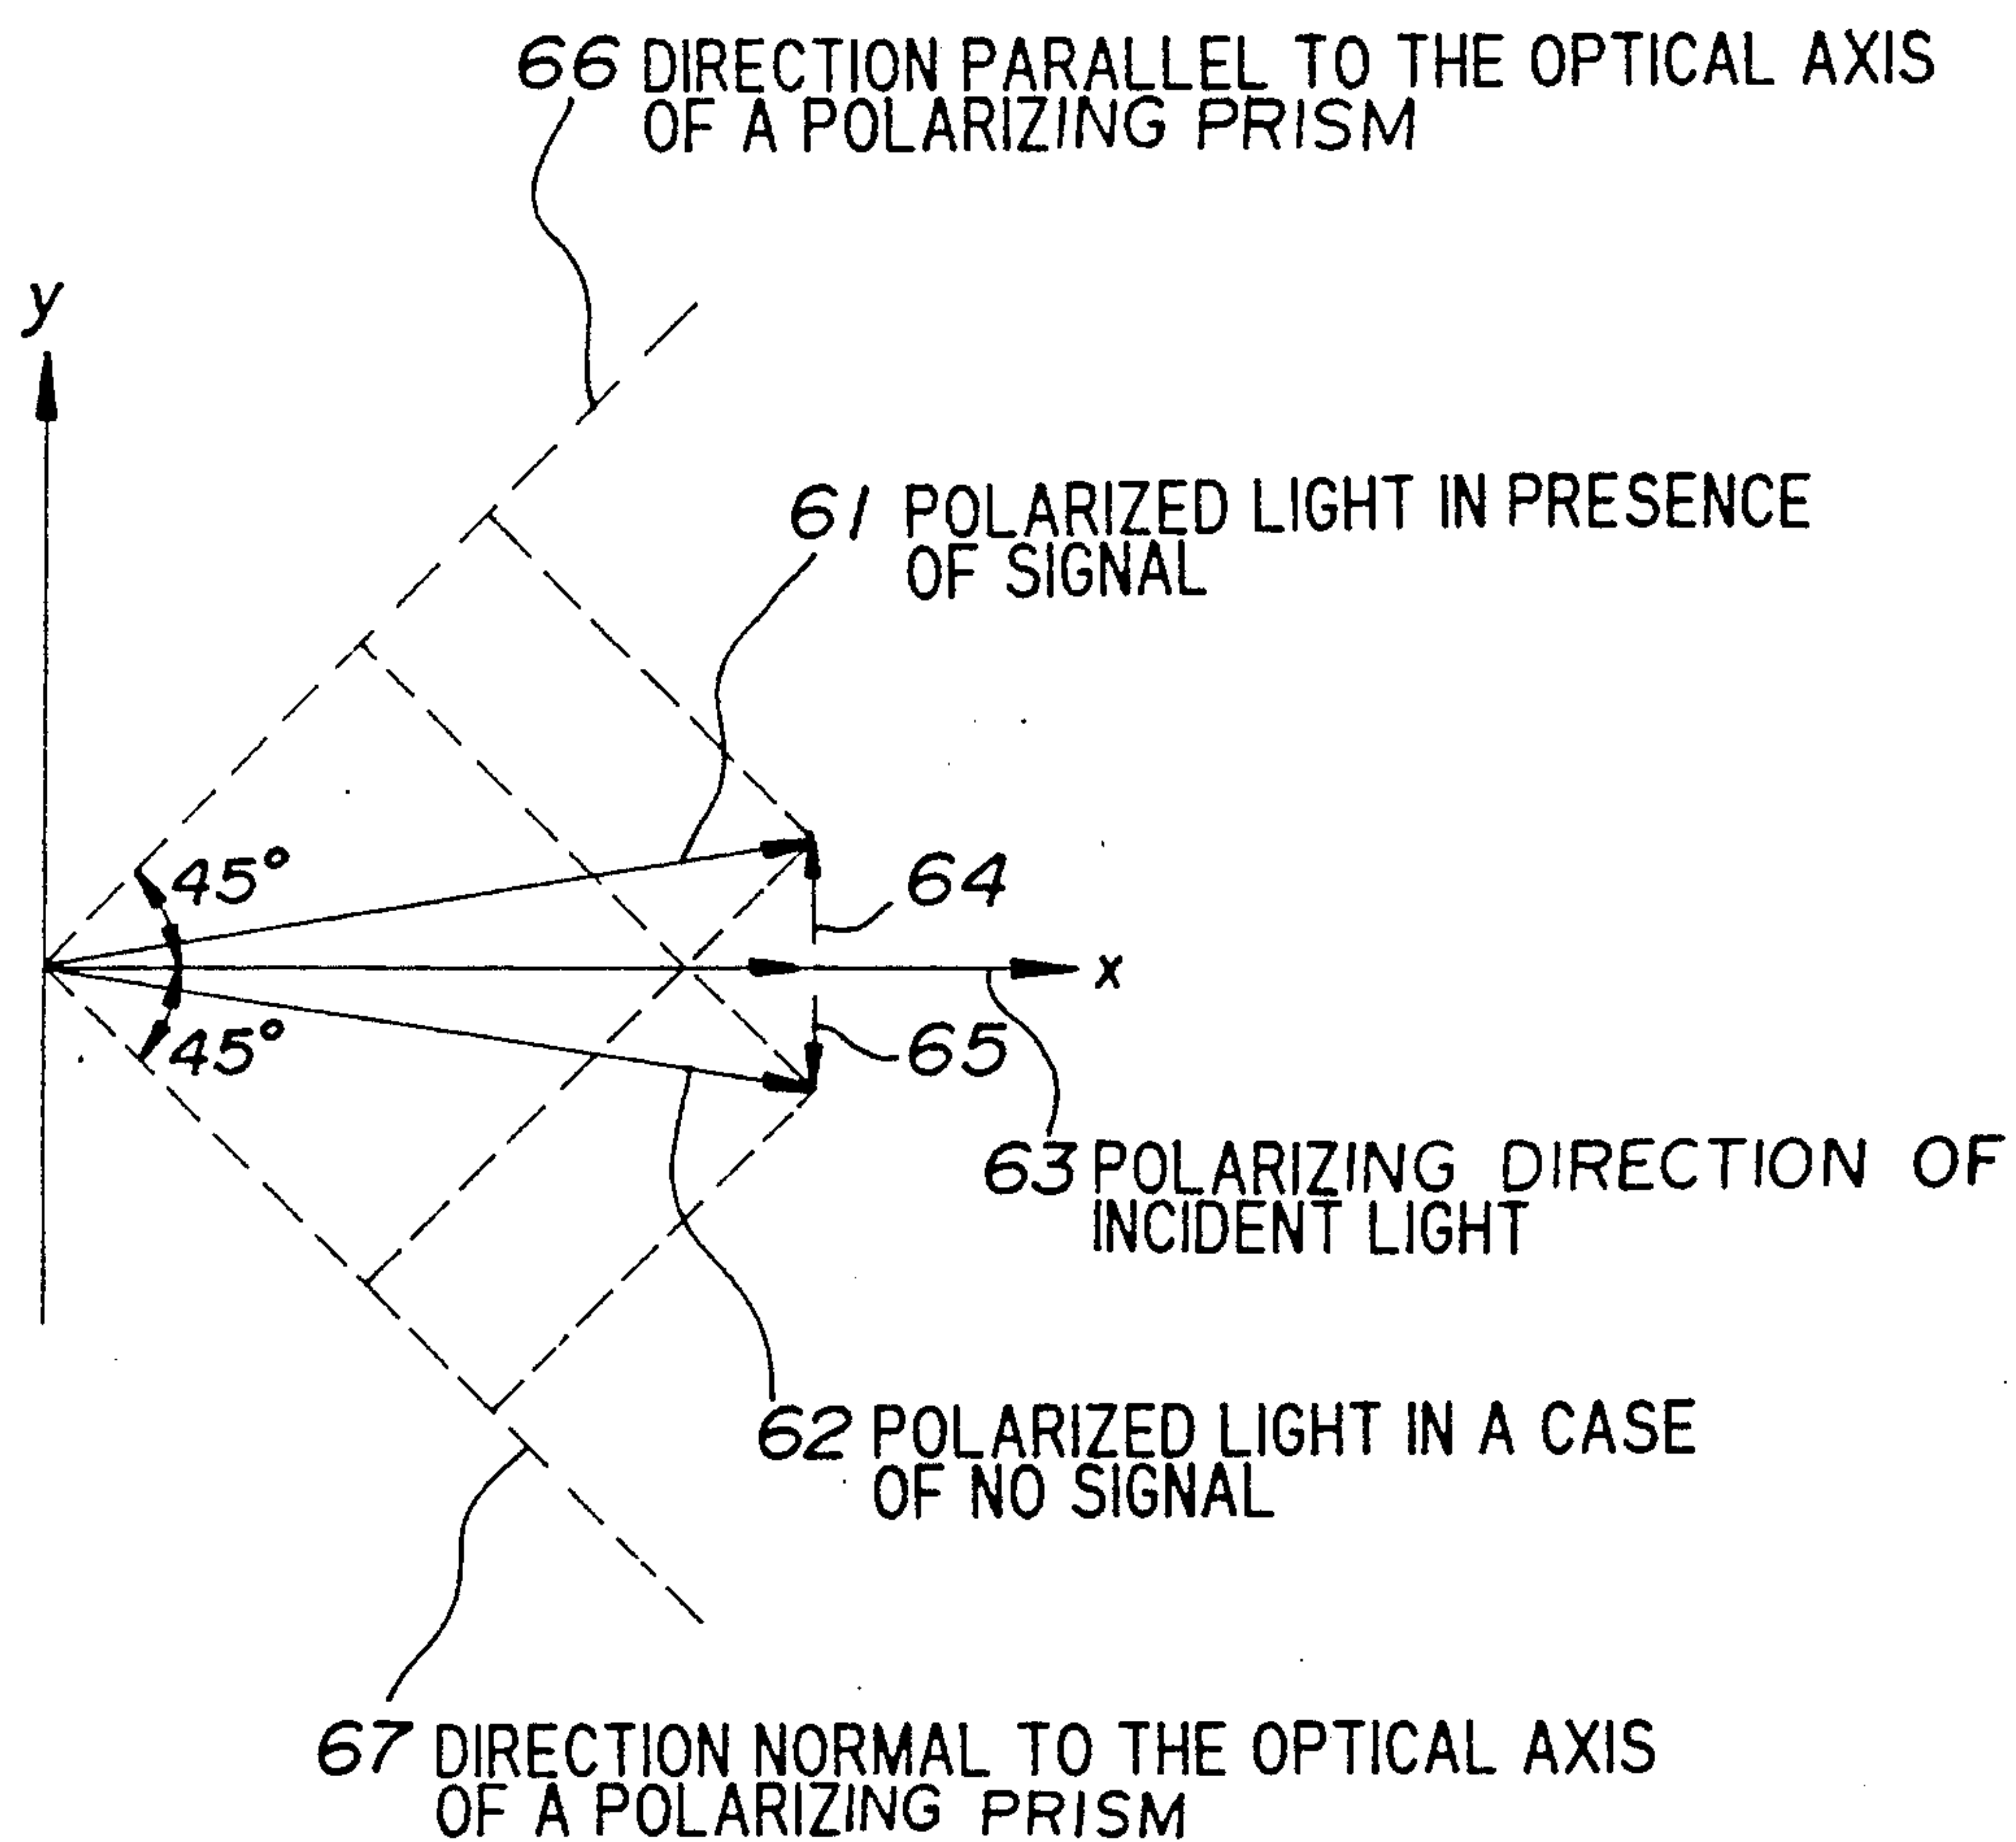 66 DIRECTION PARALLEL TO THE OPTICAL AXIS
OF A POLARIZING PRISM
y
61 POLARIZED LIGHT IN PRESENCE
OF SIGNAL
45°
64
x
45°
65
63 POLARIZING DIRECTION OF
INCIDENT LIGHT
62 POLARIZED LIGHT IN A CASE
OF NO SIGNAL
67 DIRECTION NORMAL TO THE OPTICAL AXIS
OF A POLARIZING PRISM